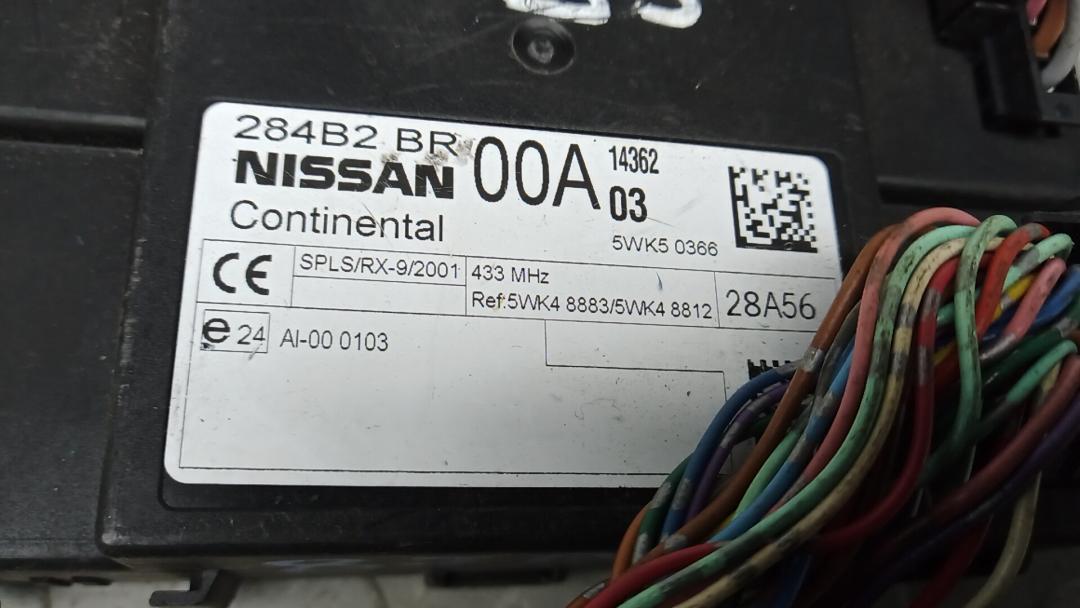 284B2 BR
NISSAN
00A
14362
03
Continental
5WK5 0366
CE
SPLS/RX-9/2001
433 MHz
Ref:5WK4 8883/5WK4 8812
28A56
e 24
AI-00 0103